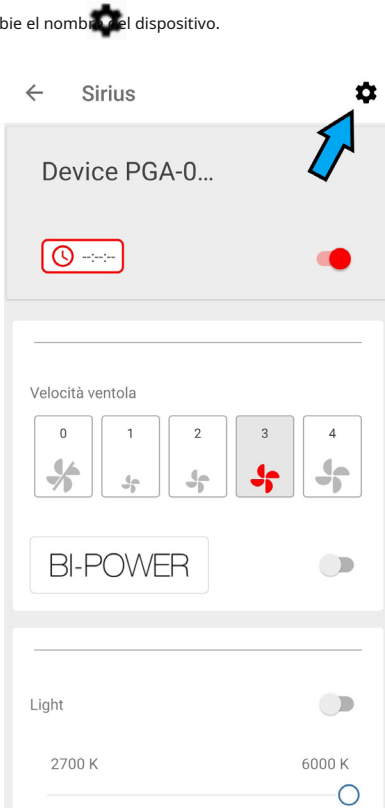 bie el nombre del dispositivo.
Sirius
Device PGA-0...
--:--:--
Velocità ventola
0 1 2 3 4
BI-POWER
Light
2700 K 6000 K